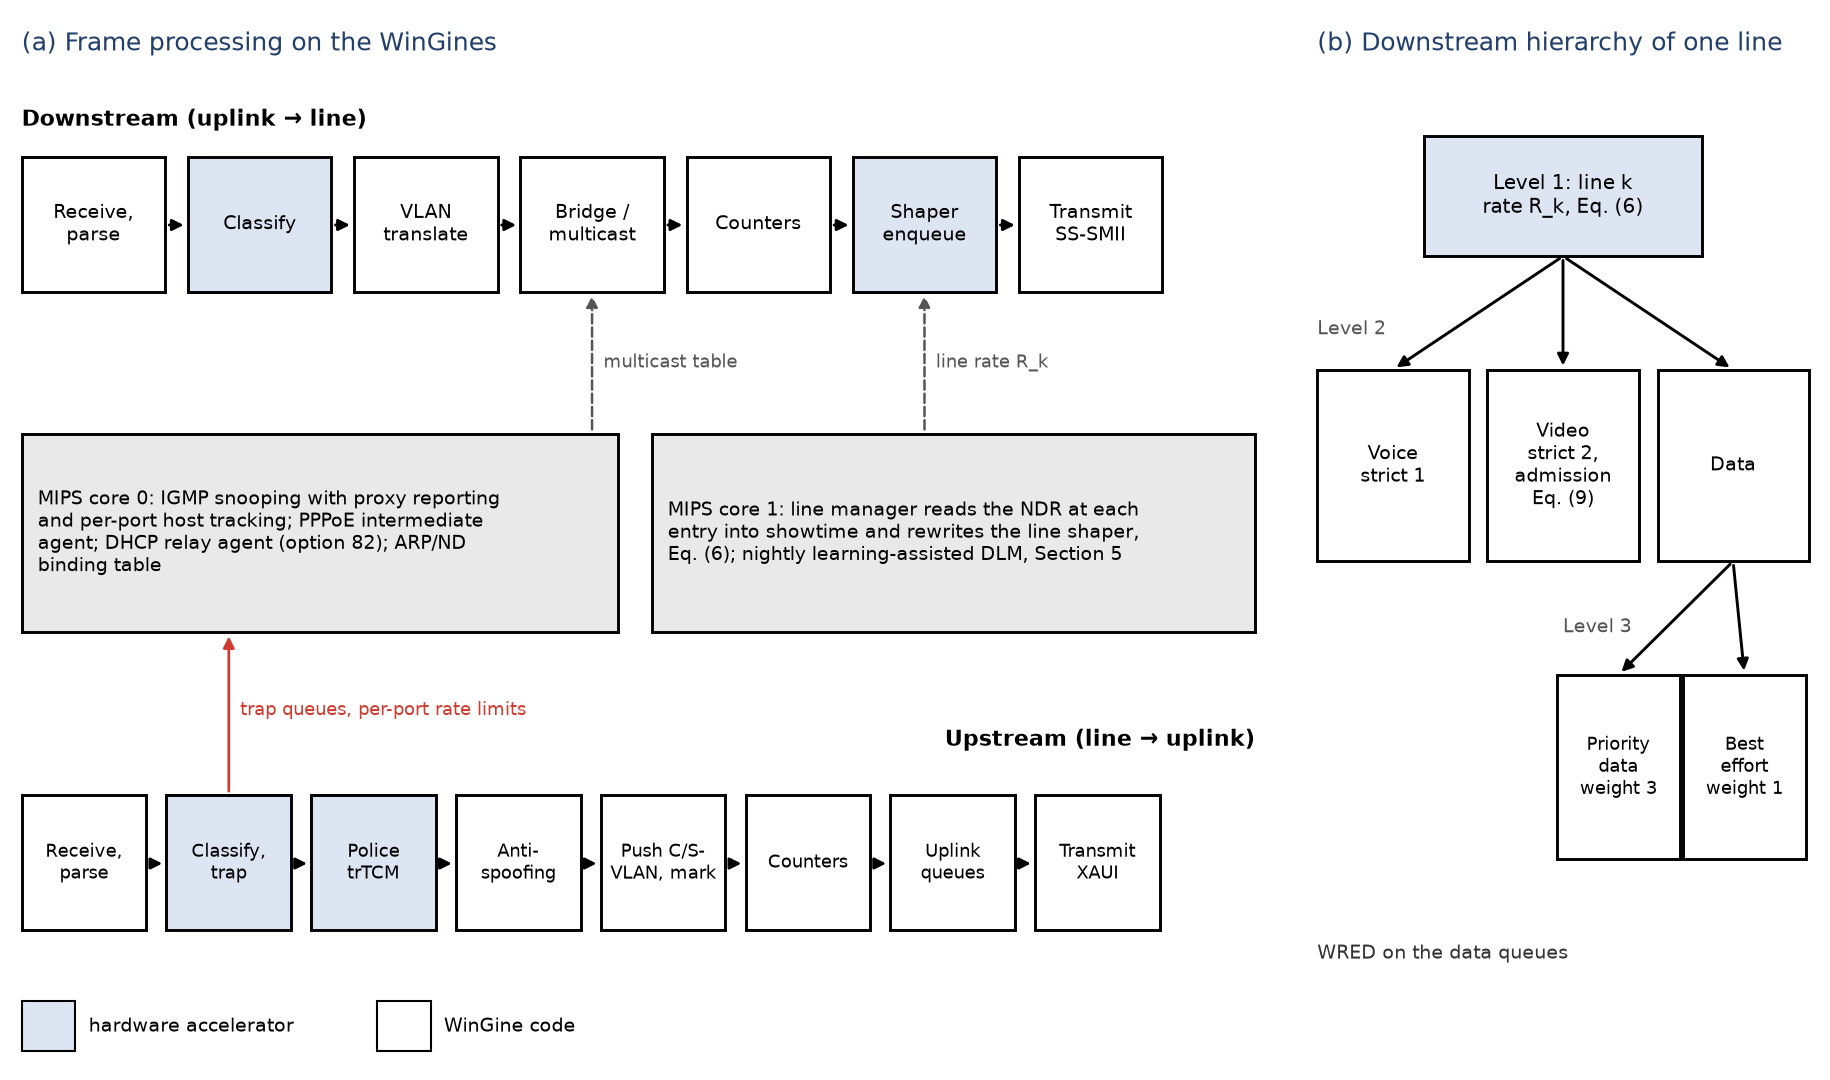 (a) Frame processing on the WinGines
Downstream (uplink → line)
Receive,
parse
Classify
VLAN
translate
Bridge /
multicast
Counters
Shaper
enqueue
Transmit
SS-SMII
multicast table
line rate R_k
MIPS core 0: IGMP snooping with proxy reporting
and per-port host tracking; PPPoE intermediate
agent; DHCP relay agent (option 82); ARP/ND
binding table
MIPS core 1: line manager reads the NDR at each
entry into showtime and rewrites the line shaper,
Eq. (6); nightly learning-assisted DLM, Section 5
trap queues, per-port rate limits
Upstream (line → uplink)
Receive,
parse
Classify,
trap
Police
trTCM
Anti-
spoofing
Push C/S-
VLAN, mark
Counters
Uplink
queues
Transmit
XAUI
hardware accelerator
WinGine code
(b) Downstream hierarchy of one line
Level 1: line k
rate R_k, Eq. (6)
Level 2
Voice
strict 1
Video
strict 2,
admission
Eq. (9)
Data
Level 3
Priority
data
weight 3
Best
effort
weight 1
WRED on the data queues